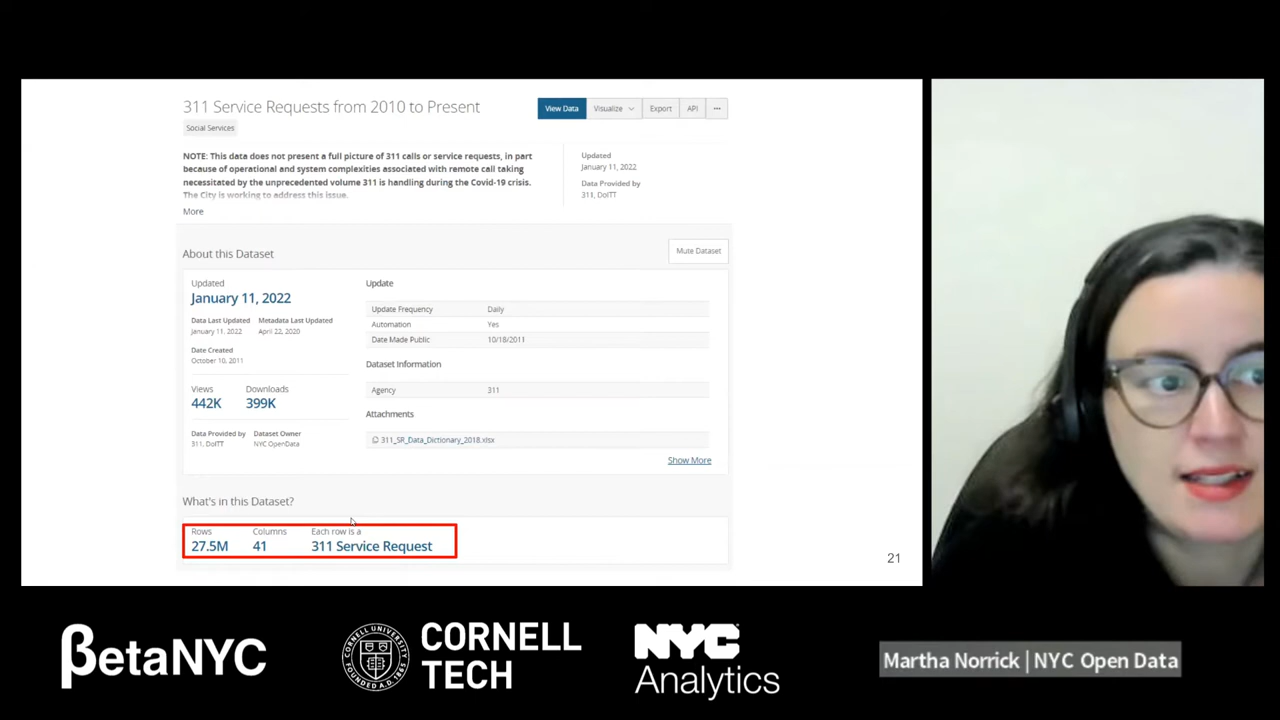 311 Service Requests from 2010 to Present
View Data
Visualize
Export
API
Social Services
NOTE: This data does not present a full picture of 311 calls or service requests, in part
because of operational and system complexities associated with remote call taking
necessitated by the unprecedented volume 311 is handling during the Covid-19 crisis.
The City is working to address this issue.
More
Updated
January 11, 2022
Data Provided by
311, DoITT
About this Dataset
Mute Dataset
Updated
January 11, 2022
Data Last Updated Metadata Last Updated
January 11, 2022 April 22, 2020
Date Created
October 10, 2011
Views Downloads
442K 399K
Data Provided by Dataset Owner
311, DoITT NYC OpenData
Update
Update Frequency Daily
Automation Yes
Date Made Public 10/18/2011
Dataset Information
Agency 311
Attachments
311_SR_Data_Dictionary_2018.xlsx
Show More
What's in this Dataset?
Rows Columns Each row is a
27.5M 41 311 Service Request
21
βetaNYC
CORNELL UNIVERSITY
FOUNDED A.D. 1865
CORNELL
TECH
NYC
Analytics
Martha Norrick | NYC Open Data